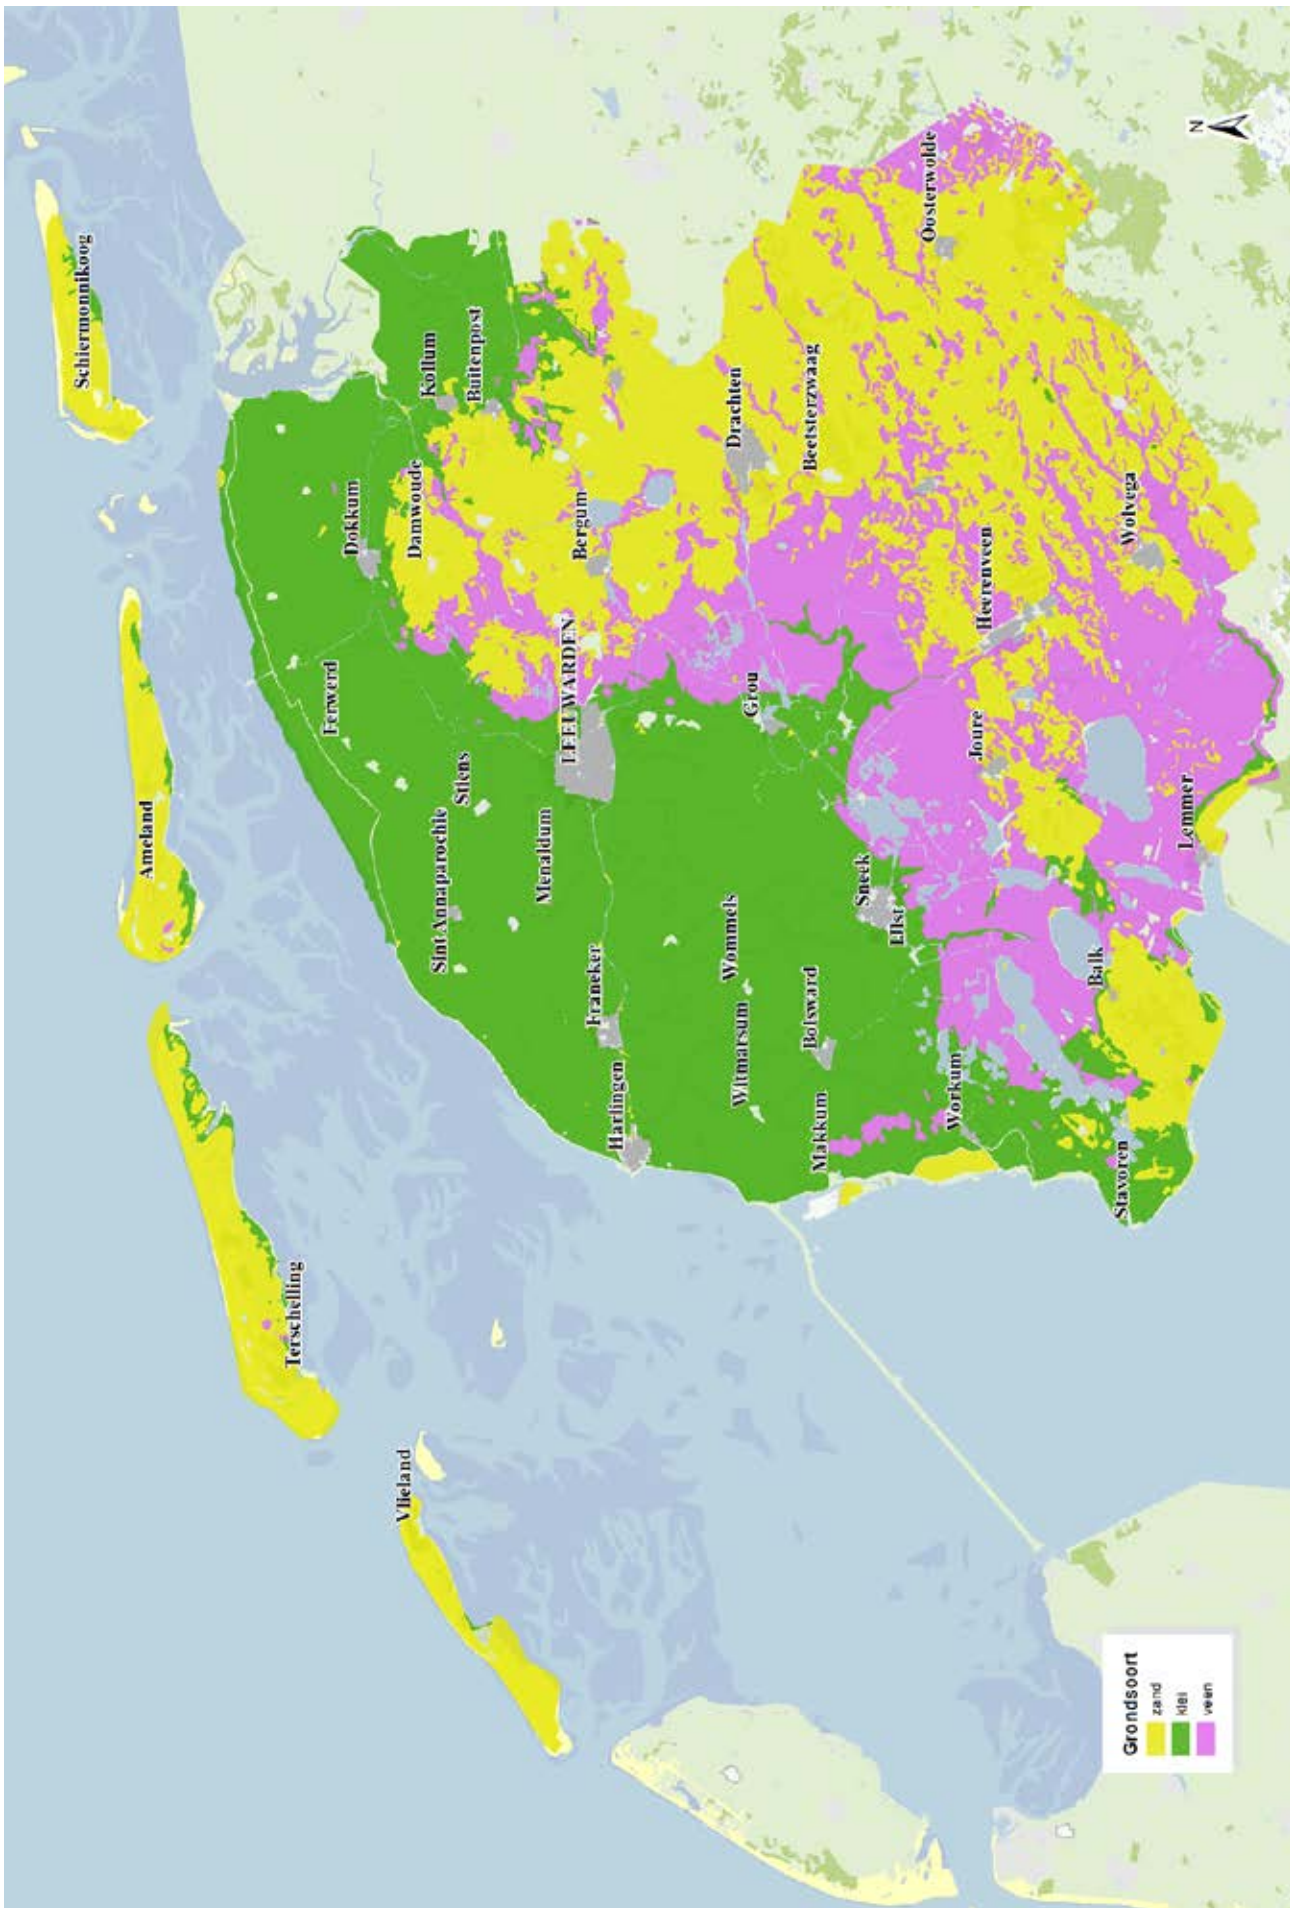 Schiermonnikoog
Ameland
Terschelling
Vlieland
Dokkum
Kollum
Buitenpost
Damwoude
Ferwerd
Stiens
Sint Annaparochie
Menaldum
LEEUWARDEN
Bergum
Franeker
Harlingen
Drachten
Grou
Wommels
Witmarsum
Beetsterzwaag
Bolsward
Makkum
Sneek
IJlst
Oosterwolde
Workum
Joure
Heerenveen
Balk
Stavoren
Lemmer
Wolvega
N
Grondsoort
zand
klei
veen